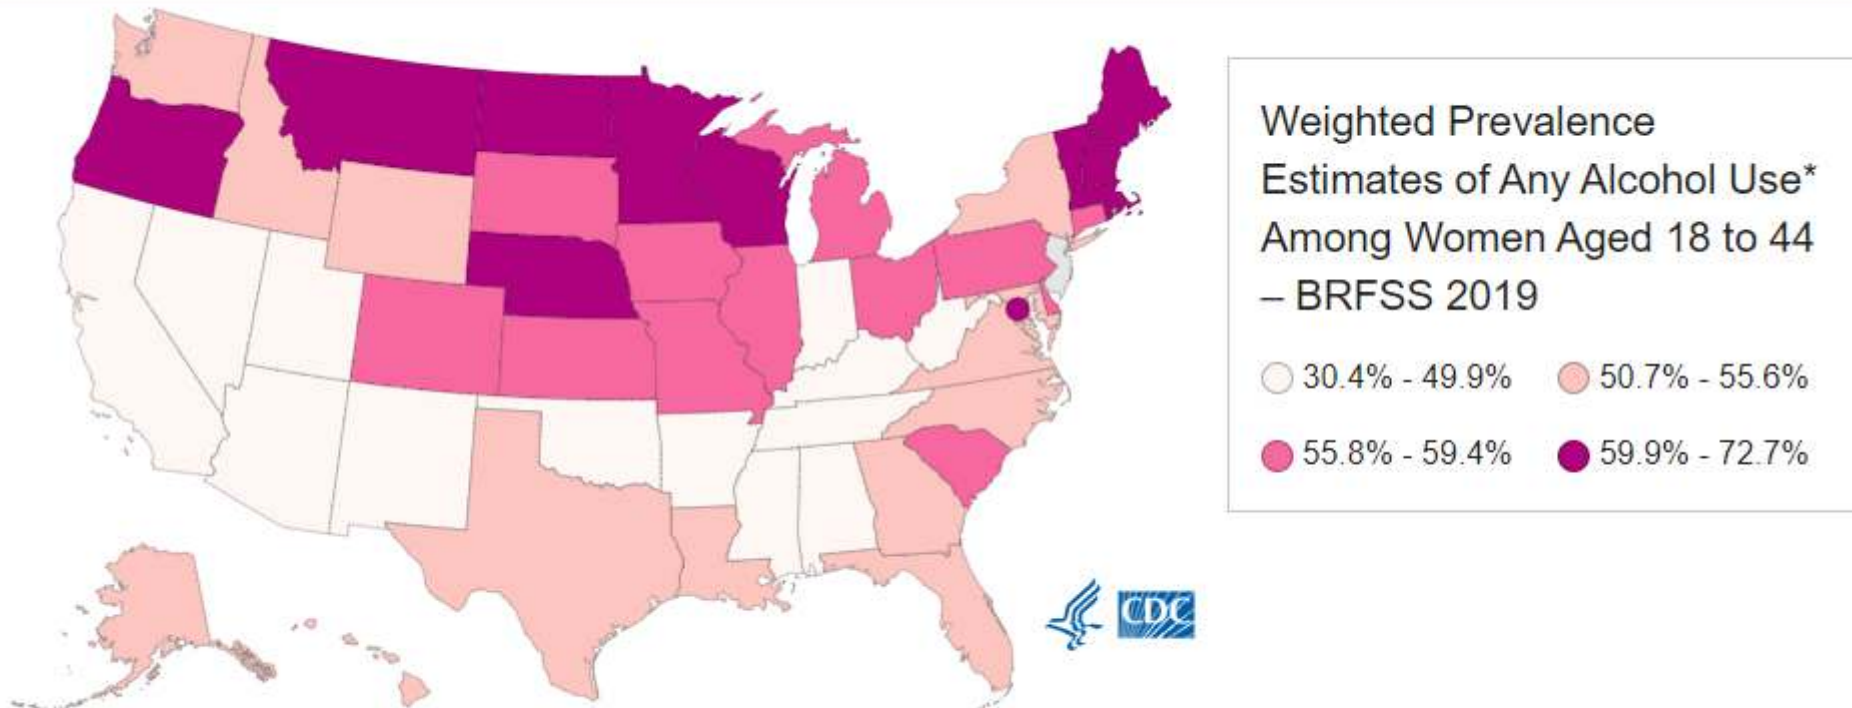 Weighted Prevalence
Estimates of Any Alcohol Use*
Among Women Aged 18 to 44
– BRFSS 2019
30.4% - 49.9% 50.7% - 55.6%
55.8% - 59.4% 59.9% - 72.7%
CDC